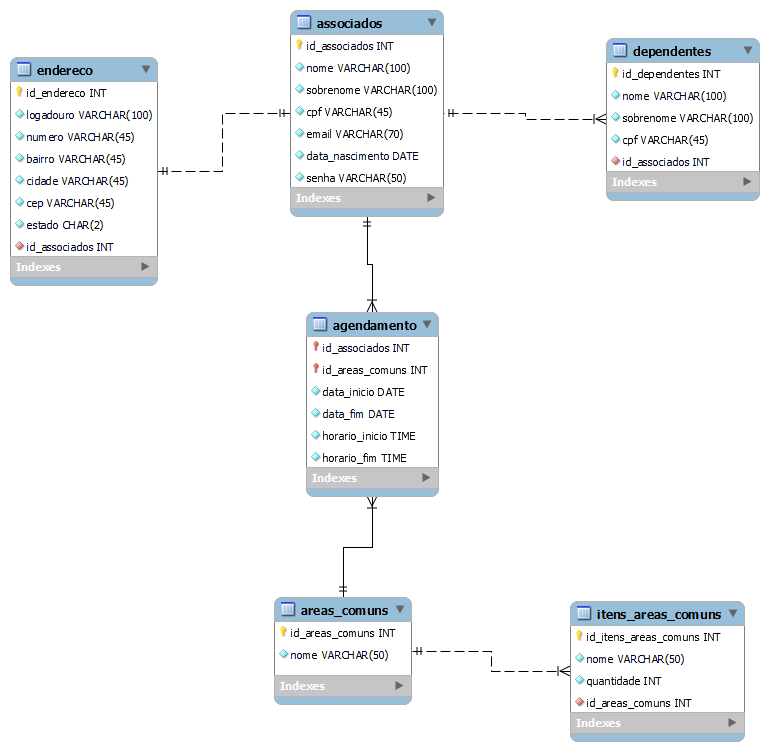 associados
id_associados INT
nome VARCHAR(100)
sobrenome VARCHAR(100)
cpf VARCHAR(45)
email VARCHAR(70)
data_nascimento DATE
senha VARCHAR(50)
Indexes
endereco
id_endereco INT
logadouro VARCHAR(100)
numero VARCHAR(45)
bairro VARCHAR(45)
cidade VARCHAR(45)
cep VARCHAR(45)
estado CHAR(2)
id_associados INT
Indexes
dependentes
id_dependentes INT
nome VARCHAR(100)
sobrenome VARCHAR(100)
cpf VARCHAR(45)
id_associados INT
Indexes
agendamento
id_associados INT
id_areas_comuns INT
data_inicio DATE
data_fim DATE
horario_inicio TIME
horario_fim TIME
Indexes
areas_comuns
id_areas_comuns INT
nome VARCHAR(50)
Indexes
itens_areas_comuns
id_itens_areas_comuns INT
nome VARCHAR(50)
quantidade INT
id_areas_comuns INT
Indexes